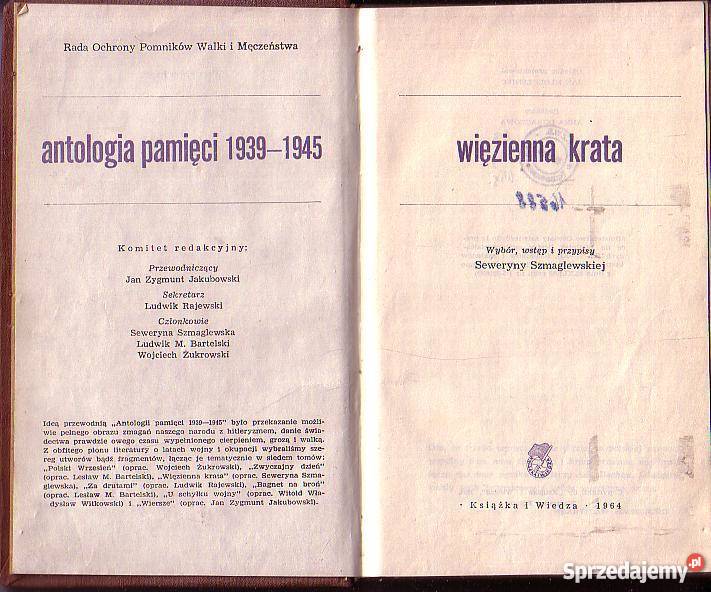 Rada Ochrony Pomników Walki i Męczeństwa
antologia pamięci 1939–1945
Komitet redakcyjny:
Przewodniczący
Jan Zygmunt Jakubowski
Sekretarz
Ludwik Rajewski
Członkowie
Seweryna Szmaglewska
Ludwik M. Bartelski
Wojciech Żukrowski
Ideą przewodnią „Antologii pamięci 1939—1945" było przekazanie możli-
wie pełnego obrazu zmagań naszego narodu z hitleryzmem, danie świa-
dectwa prawdzie owego czasu wypełnionego cierpieniem, grozą i walką.
Z obfitego plonu literatury o latach wojny i okupacji wybraliśmy sze-
reg utworów bądź fragmentów, łącząc je tematycznie w siedem tomów:
„Polski Wrzesień" (oprac. Wojciech Żukrowski), „Zwyczajny dzień"
(oprac. Lesław M. Bartelski), „Więzienna krata" (oprac. Seweryna Szma-
glewska), „Za drutami" (oprac. Ludwik Rajewski), „Bagnet na broń"
(oprac. Lesław M. Bartelski), „U schyłku wojny" (oprac. Witold Wła-
dysław Wilkowski) i „Wiersze" (oprac. Jan Zygmunt Jakubowski).
więzienna krata
16588
Wybór, wstęp i przypisy
Seweryny Szmaglewskiej
· Książka i Wiedza · 1964
Sprzedajemy.pl